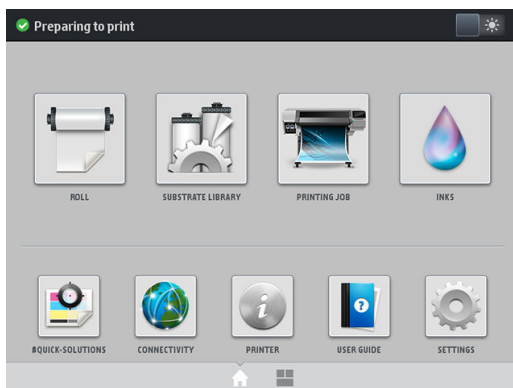 Preparing to print
ROLL SUBSTRATE LIBRARY PRINTING JOB INKS
#QUICK-SOLUTIONS CONNECTIVITY PRINTER USER GUIDE SETTINGS